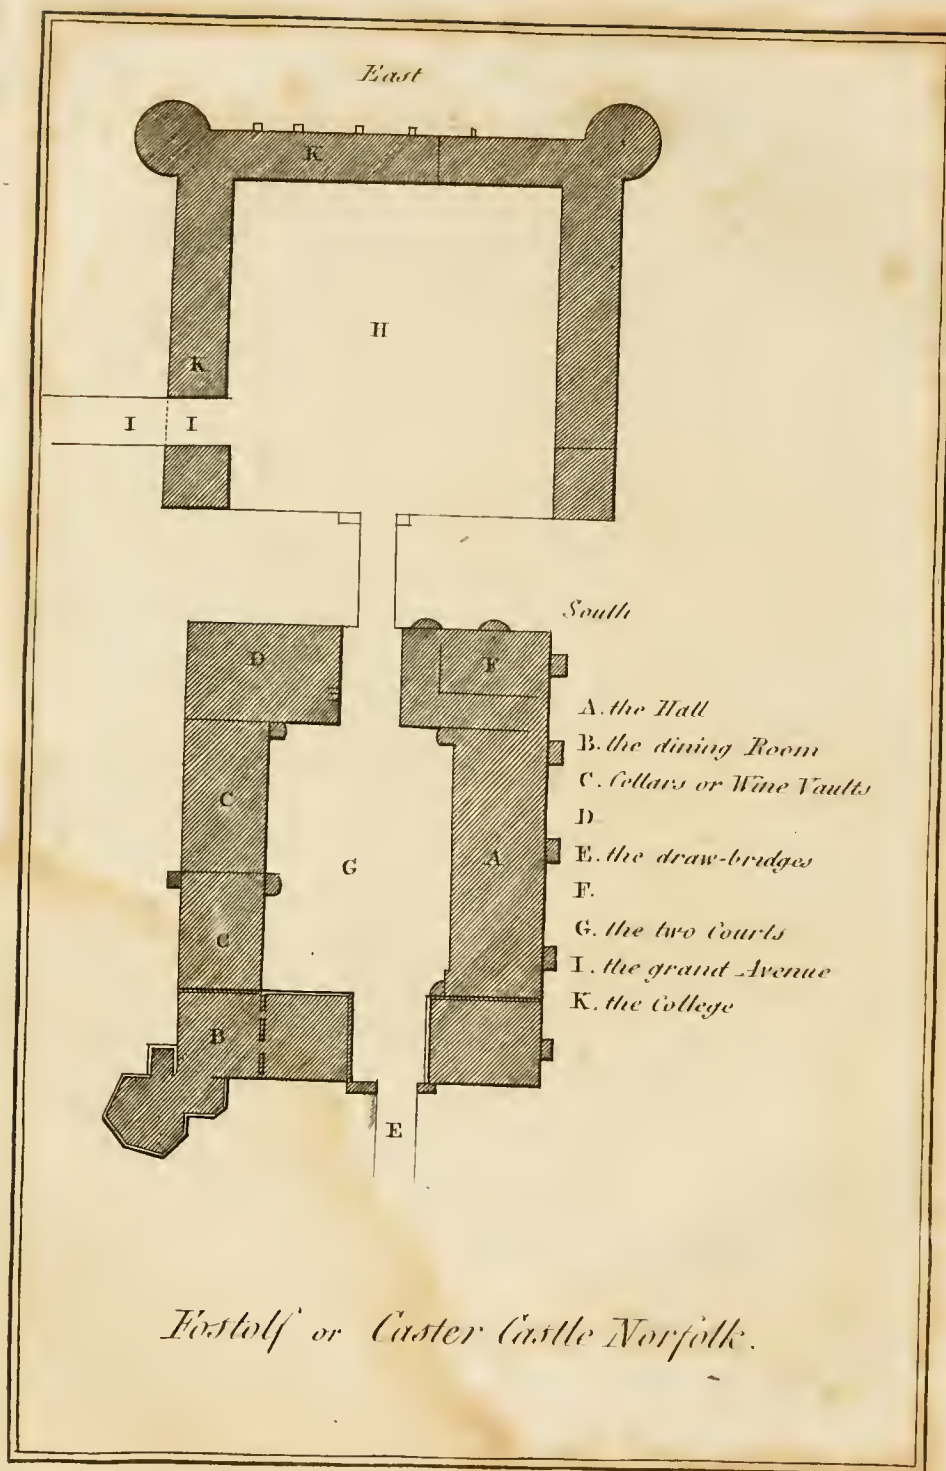 East
K
H
K
I I
South
D
F
A. the Hall
B. the dining Room
C. Cellars or Wine Vaults
D
E. the draw-bridges
F.
G. the two Courts
I. the grand Avenue
K. the College
C
A
G
C
B
E
Fostolf or Caster Castle Norfolk.